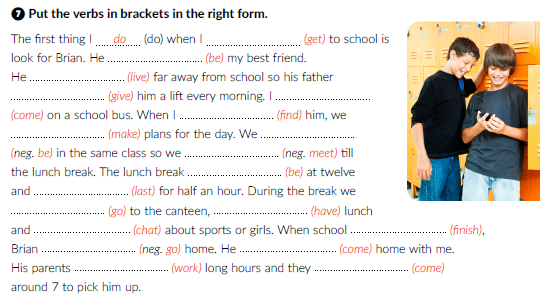 7 Put the verbs in brackets in the right form.
The first thing I ....do.... (do) when I .............................. (get) to school is
look for Brian. He .............................. (be) my best friend.
He .............................. (live) far away from school so his father
.............................. (give) him a lift every morning. I ..............................
(come) on a school bus. When I .............................. (find) him, we
.............................. (make) plans for the day. We ..............................
(neg. be) in the same class so we .............................. (neg. meet) till
the lunch break. The lunch break .............................. (be) at twelve
and .............................. (last) for half an hour. During the break we
.............................. (go) to the canteen, .............................. (have) lunch
and .............................. (chat) about sports or girls. When school .............................. (finish),
Brian .............................. (neg. go) home. He .............................. (come) home with me.
His parents .............................. (work) long hours and they .............................. (come)
around 7 to pick him up.